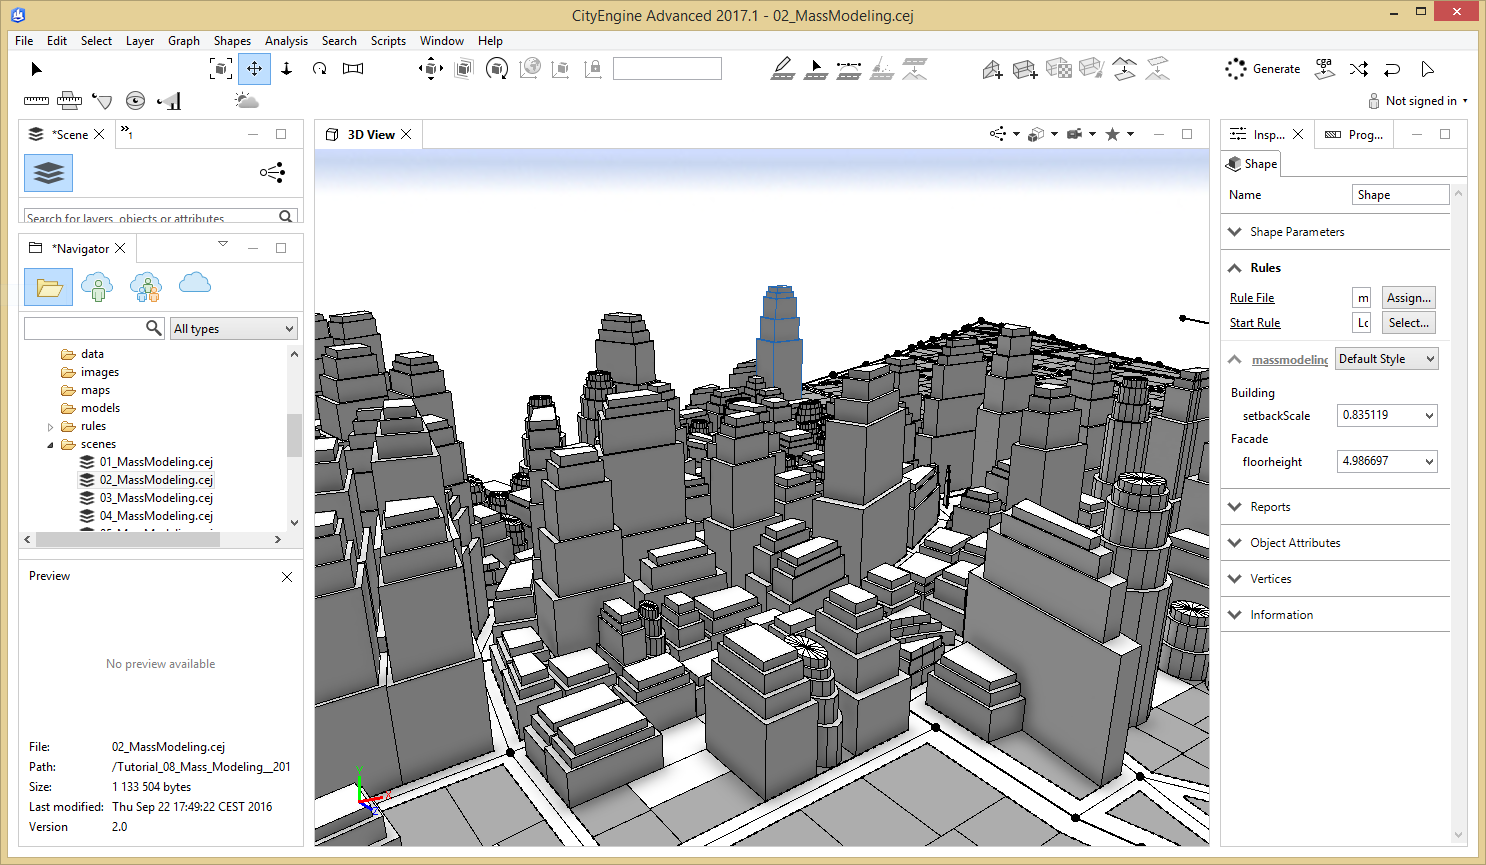 CityEngine Advanced 2017.1 - 02_MassModeling.cej
File Edit Select Layer Graph Shapes Analysis Search Scripts Window Help
Generate
cga
Not signed in
*Scene
»1
3D View
Insp...
Prog...
Shape
Search for layers, objects or attributes
Name Shape
Shape Parameters
*Navigator
Rules
Rule File m Assign...
Start Rule Lc Select...
All types
massmodeling Default Style
data
images
maps
models
rules
scenes
01_MassModeling.cej
02_MassModeling.cej
03_MassModeling.cej
04_MassModeling.cej
Building
setbackScale 0.835119
Facade
floorheight 4.986697
Reports
Object Attributes
Vertices
Information
Preview
No preview available
File: 02_MassModeling.cej
Path: /Tutorial_08_Mass_Modeling__201
Size: 1 133 504 bytes
Last modified: Thu Sep 22 17:49:22 CEST 2016
Version 2.0
Y
X
Z